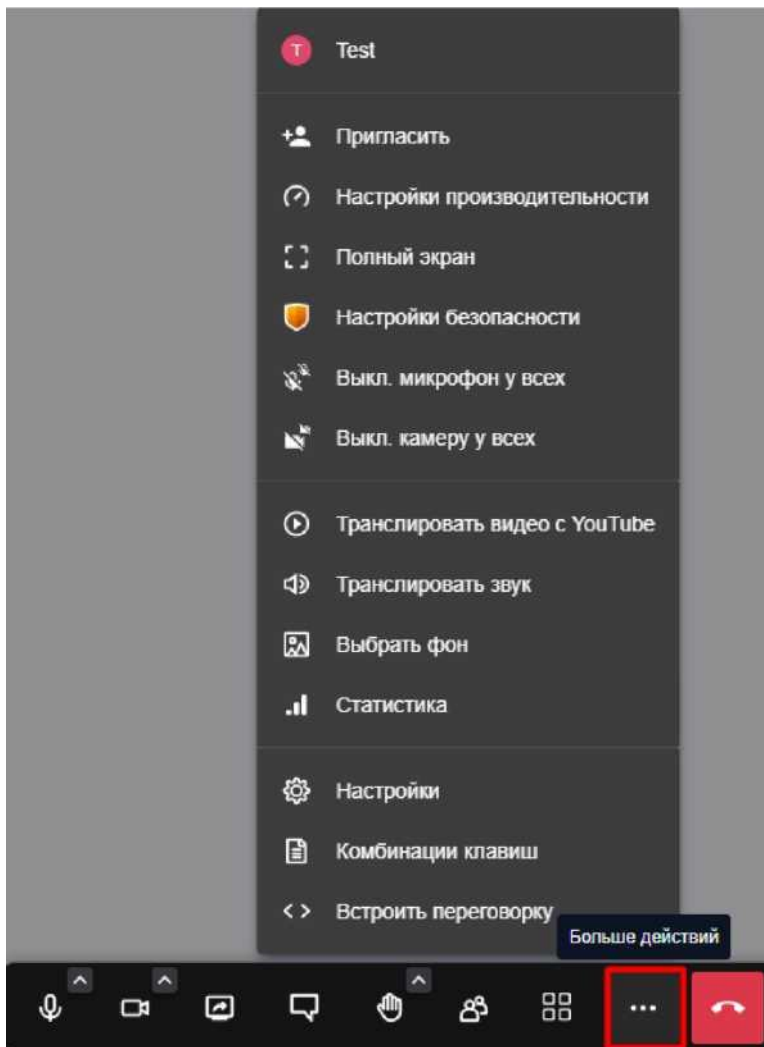 T
Test
Пригласить
Настройки производительности
Полный экран
Настройки безопасности
Выкл. микрофон у всех
Выкл. камеру у всех
Транслировать видео с YouTube
Транслировать звук
Выбрать фон
Статистика
Настройки
Комбинации клавиш
Встроить переговорку
Больше действий